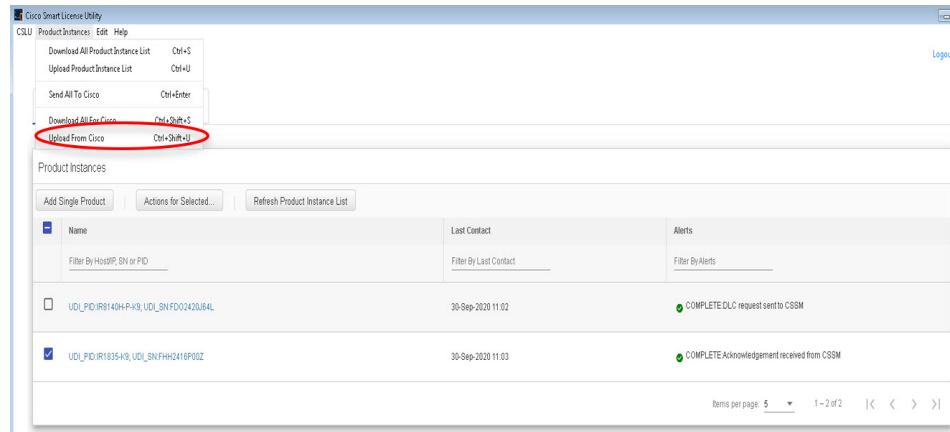 Cisco Smart License Utility
CSLU Product Instances Edit Help
Download All Product Instance List Ctrl+S
Upload Product Instance List Ctrl+U
Logou
Send All To Cisco Ctrl+Enter
Download All For Cisco Ctrl+Shift+S
Upload From Cisco Ctrl+Shift+U
Product Instances
Add Single Product Actions for Selected... Refresh Product Instance List
Name Last Contact Alerts
Filter By Host/IP, SN or PID Filter By Last Contact Filter By Alerts
UDI_PID:IR8140H-P-K9; UDI_SN:FDO2420J64L 30-Sep-2020 11:02 COMPLETE:DLC request sent to CSSM
UDI_PID:IR1835-K9; UDI_SN:FHH2416P00Z 30-Sep-2020 11:03 COMPLETE:Acknowledgement received from CSSM
Items per page: 5 1 – 2 of 2